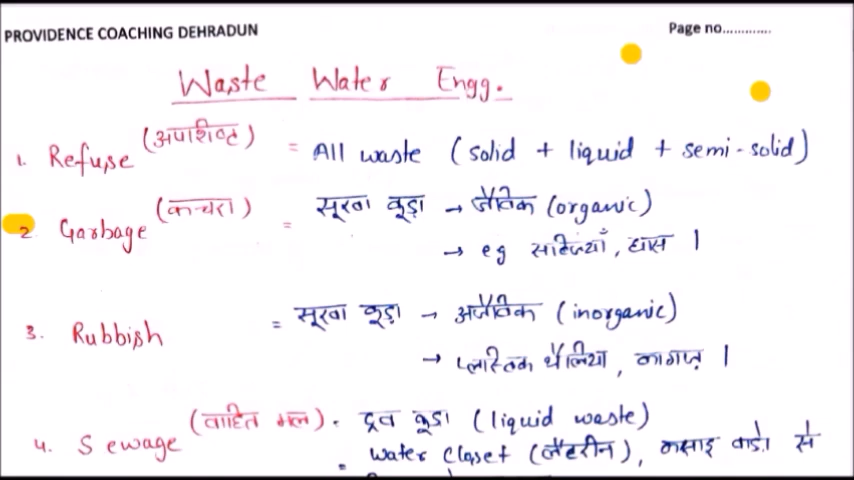 PROVIDENCE COACHING DEHRADUN
Page no.............
Waste Water Engg.
1. Refuse (अपशिष्ट) = All waste (solid + liquid + semi-solid)
2. Garbage (कचरा) = सूखा कूड़ा → जैविक (organic)
→ eg सब्जियाँ, घास ।
3. Rubbish = सूखा कूड़ा → अजैविक (inorganic)
→ प्लास्टिक थैलिया, कागज़ ।
4. Sewage (वाहित मल). द्रव कूडा (liquid waste)
water closet (लैटरीन), कसाइ वाडो से